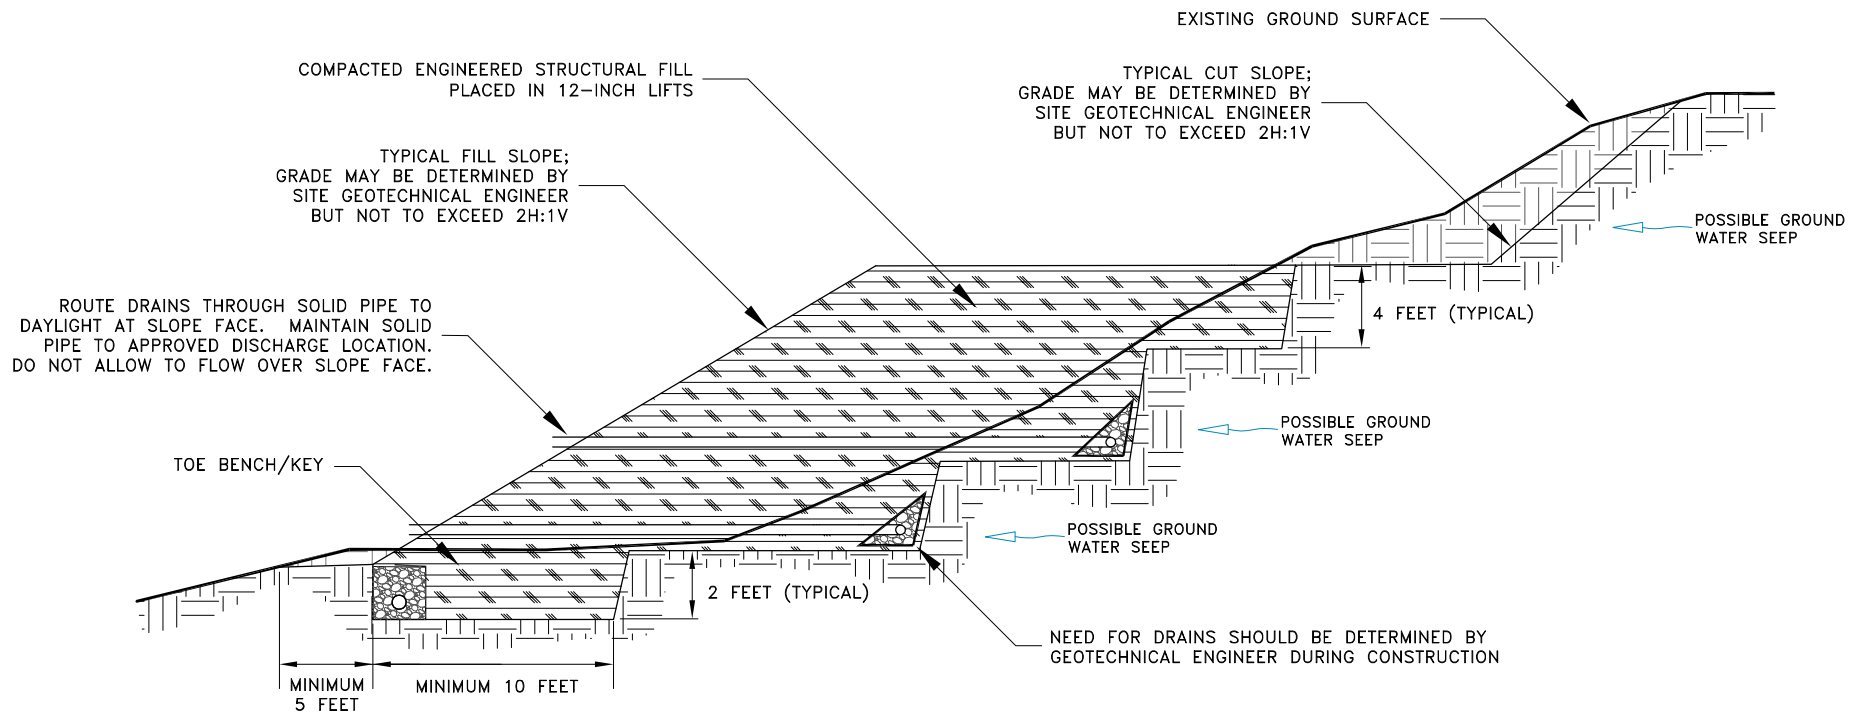 EXISTING GROUND SURFACE
COMPACTED ENGINEERED STRUCTURAL FILL
PLACED IN 12-INCH LIFTS
TYPICAL CUT SLOPE;
GRADE MAY BE DETERMINED BY
SITE GEOTECHNICAL ENGINEER
BUT NOT TO EXCEED 2H:1V
TYPICAL FILL SLOPE;
GRADE MAY BE DETERMINED BY
SITE GEOTECHNICAL ENGINEER
BUT NOT TO EXCEED 2H:1V
POSSIBLE GROUND
WATER SEEP
ROUTE DRAINS THROUGH SOLID PIPE TO
DAYLIGHT AT SLOPE FACE. MAINTAIN SOLID
PIPE TO APPROVED DISCHARGE LOCATION.
DO NOT ALLOW TO FLOW OVER SLOPE FACE.
4 FEET (TYPICAL)
POSSIBLE GROUND
WATER SEEP
TOE BENCH/KEY
POSSIBLE GROUND
WATER SEEP
2 FEET (TYPICAL)
NEED FOR DRAINS SHOULD BE DETERMINED BY
GEOTECHNICAL ENGINEER DURING CONSTRUCTION
MINIMUM
5 FEET
MINIMUM 10 FEET